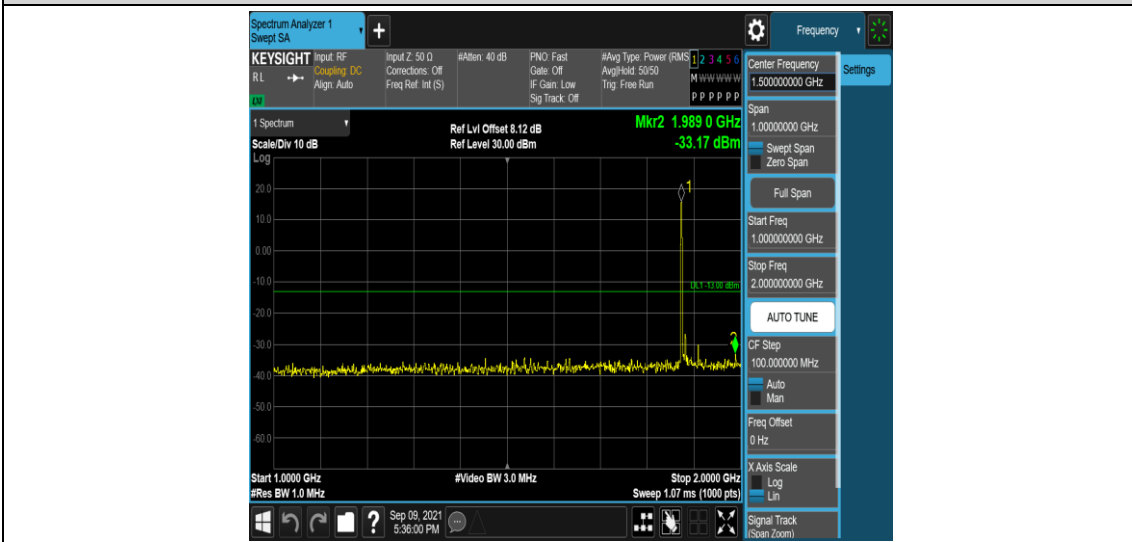 Spectrum Analyzer 1
Swept SA
Frequency
KEYSIGHT
RL
LXI
Input: RF
Coupling: DC
Align: Auto
Input Z: 50 Ω
Corrections: Off
Freq Ref: Int (S)
#Atten: 40 dB
PNO: Fast
Gate: Off
IF Gain: Low
Sig Track: Off
#Avg Type: Power (RMS
Avg|Hold: 50/50
Trig: Free Run
1 2 3 4 5 6
M W W W W W
P P P P P P
1 Spectrum
Scale/Div 10 dB
Log
Ref Lvl Offset 8.12 dB
Ref Level 30.00 dBm
Mkr2 1.989 0 GHz
-33.17 dBm
1
20.0
10.0
0.00
-10.0
DL1 -13.00 dBm
-20.0
-30.0
2
-40.0
-50.0
-60.0
Start 1.0000 GHz
#Res BW 1.0 MHz
#Video BW 3.0 MHz
Stop 2.0000 GHz
Sweep 1.07 ms (1000 pts)
?
Sep 09, 2021
5:36:00 PM
Center Frequency
1.500000000 GHz
Settings
Span
1.00000000 GHz
Swept Span
Zero Span
Full Span
Start Freq
1.000000000 GHz
Stop Freq
2.000000000 GHz
AUTO TUNE
CF Step
100.000000 MHz
Auto
Man
Freq Offset
0 Hz
X Axis Scale
Log
Lin
Signal Track
(Span Zoom)